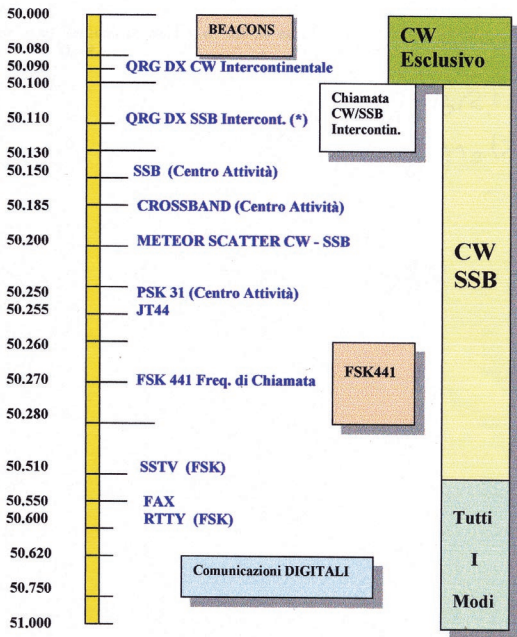 50.000
BEACONS
CW
Esclusivo
50.080
50.090
QRG DX CW Intercontinentale
50.100
Chiamata
CW/SSB
Intercontin.
50.110
QRG DX SSB Intercont. (*)
50.130
50.150
SSB (Centro Attività)
50.185
CROSSBAND (Centro Attività)
50.200
METEOR SCATTER CW - SSB
CW
SSB
50.250
PSK 31 (Centro Attività)
50.255
JT44
50.260
50.270
FSK 441 Freq. di Chiamata
FSK441
50.280
50.510
SSTV (FSK)
50.550
FAX
50.600
RTTY (FSK)
Tutti
I
Modi
50.620
Comunicazioni DIGITALI
50.750
51.000